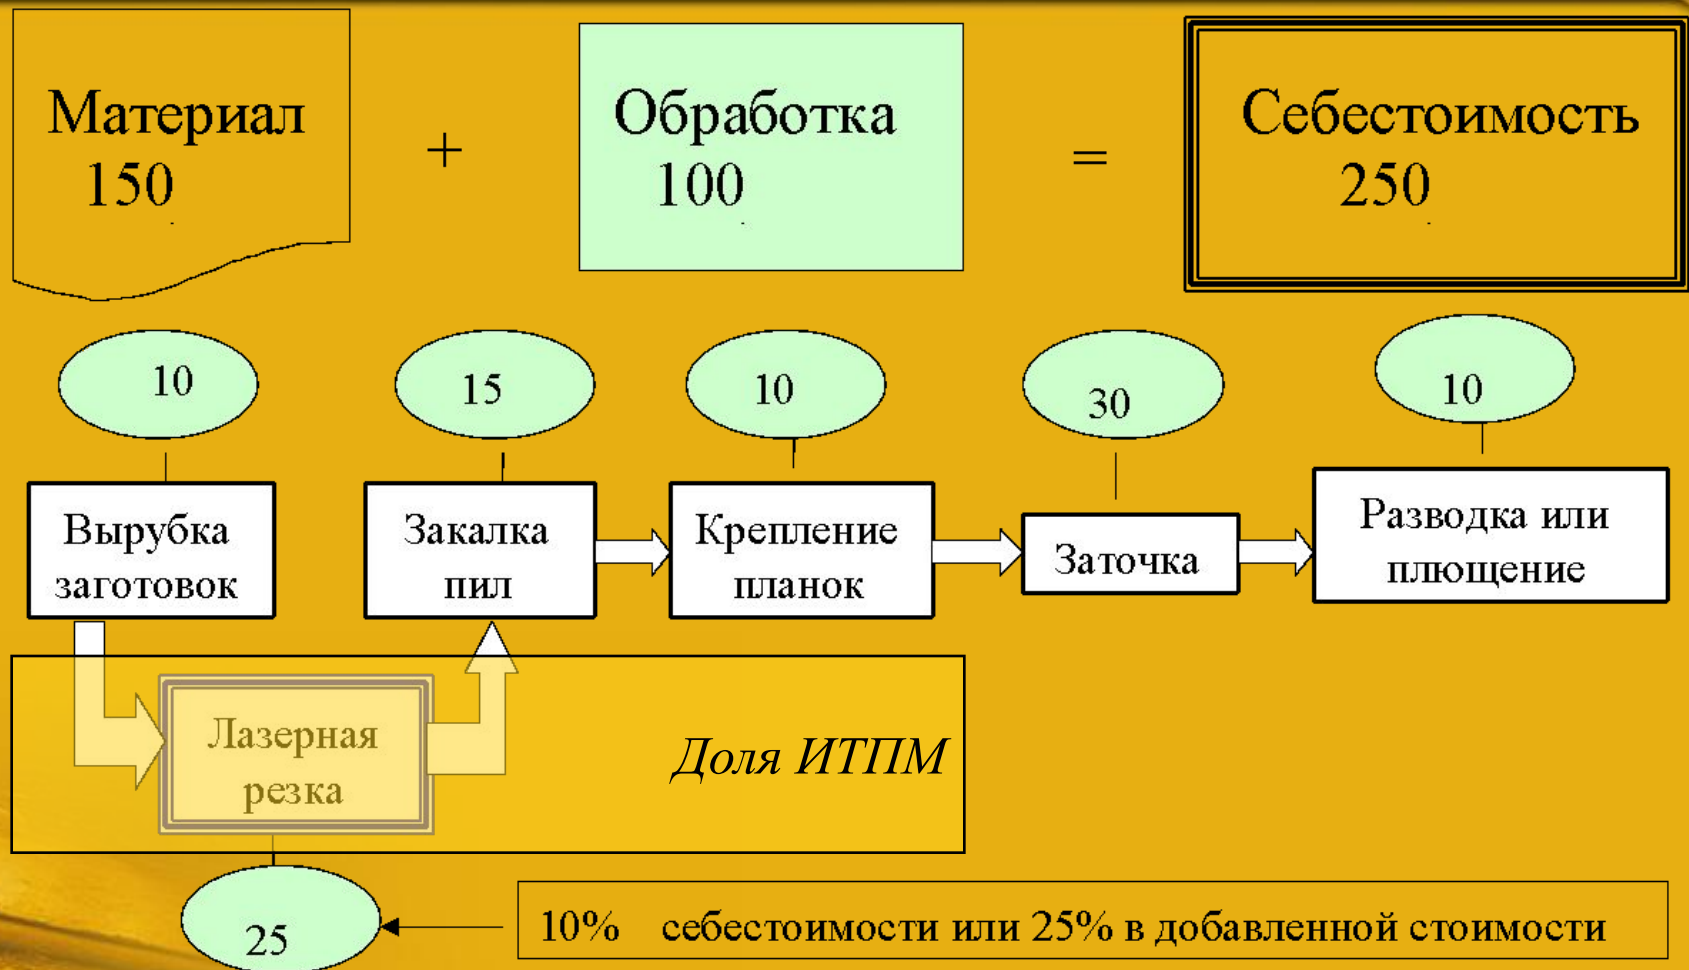 Материал
150
+
Обработка
100
=
Себестоимость
250
10
15
10
30
10
Вырубка
заготовок
Закалка
пил
Крепление
планок
Заточка
Разводка или
плющение
Лазерная
резка
Доля ИТПМ
25
10% себестоимости или 25% в добавленной стоимости